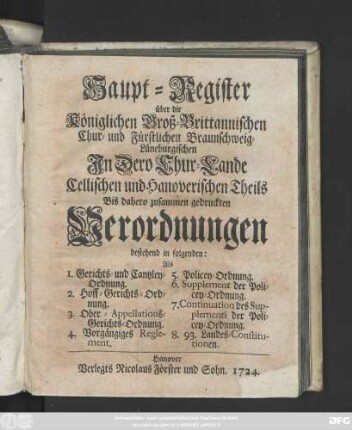 Haupt-Register
über die
Königlichen Groß-Brittannischen
Chur- und Fürstlichen Braunschweig-
Lüneburgischen
In Dero Chur-Lande
Cellischen und Hanoverischen Theils
Bis dahero zusammen gedruckten
Verordnungen
bestehend in folgenden:
Als
1. Gerichts- und Cantzley
Ordnung.
2. Hoff-Gerichts-Ord-
nung.
3. Ober-Appellations-
Gerichts-Ordnung.
4. Vorgängiges Regle-
ment.
5. Policey-Ordnung.
6. Supplement der Poli-
cey-Ordnung.
7. Continuation des Sup-
plementi der Poli-
cey-Ordnung.
8. 93. Landes-Constitu-
tionen.
Hanover
Verlegts Nicolaus Förster und Sohn. 1724.
DFG